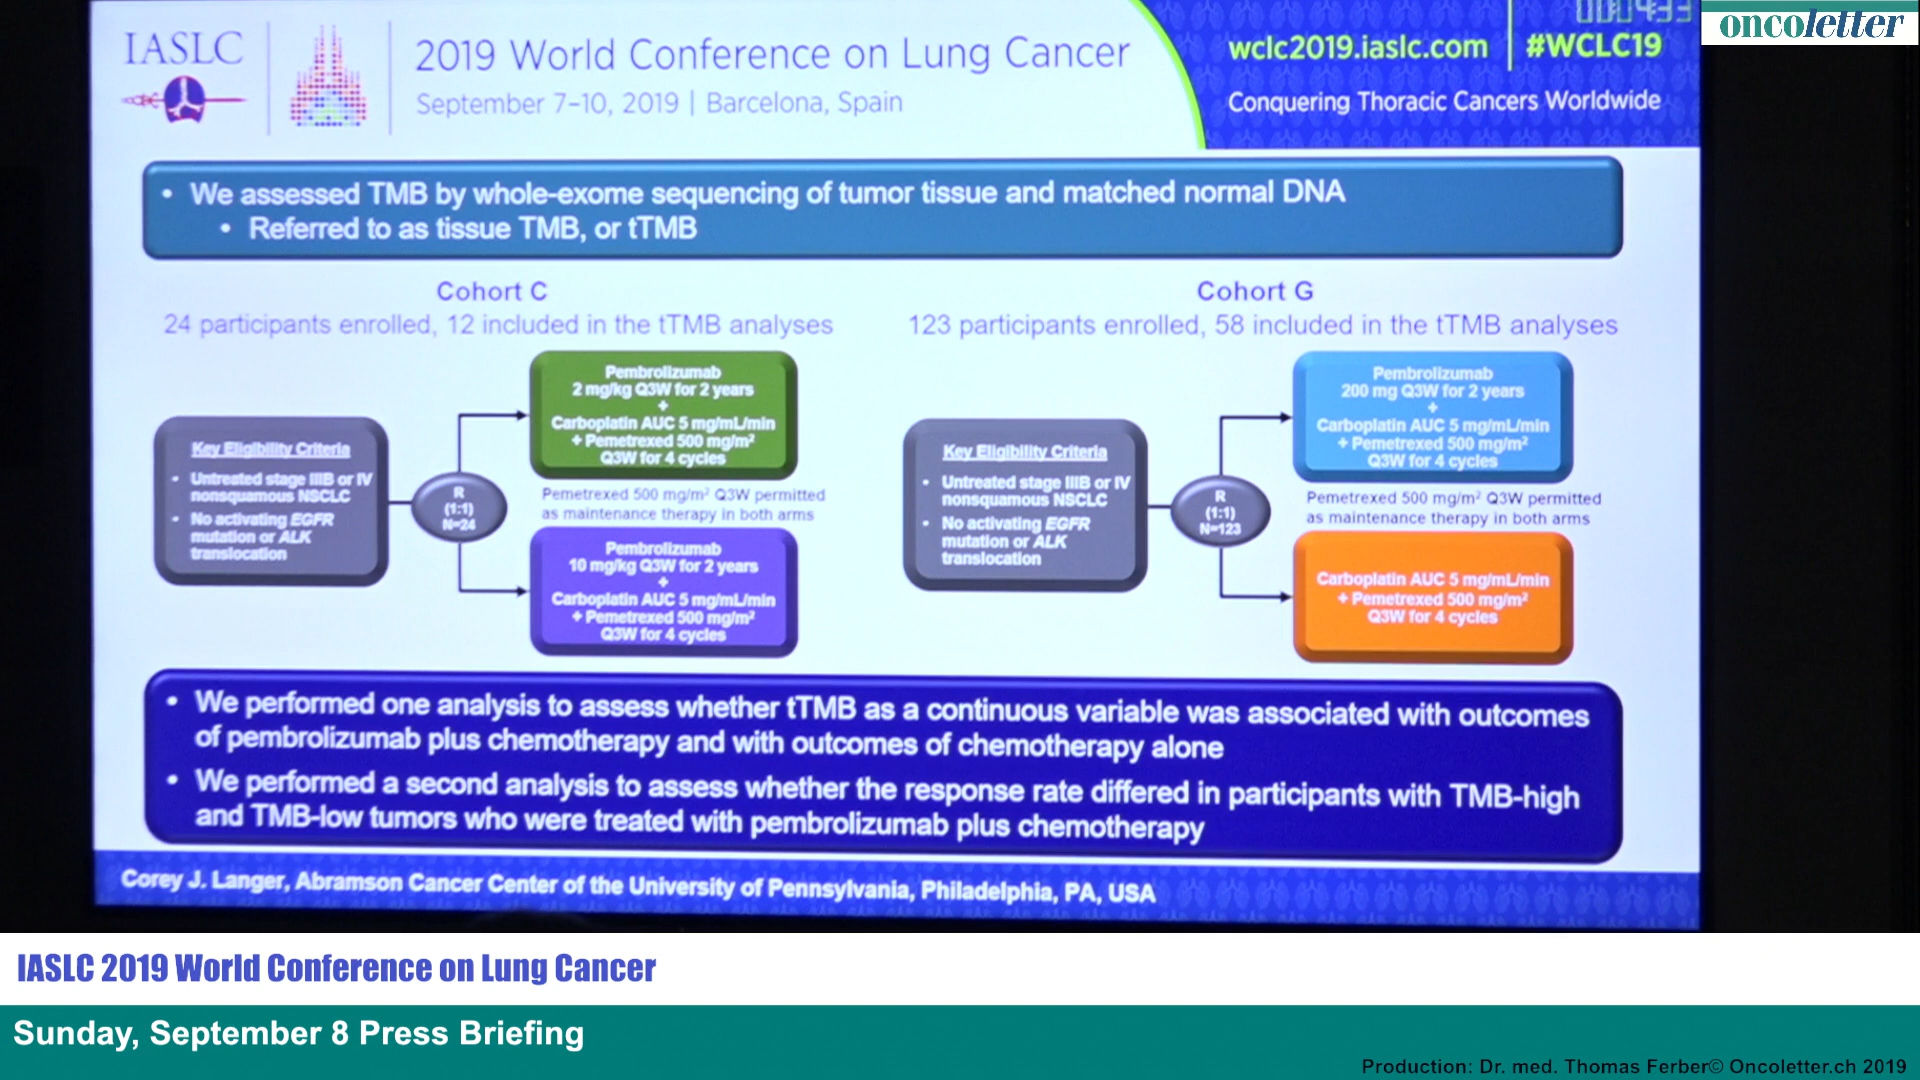 oncoletter
IASLC
2019 World Conference on Lung Cancer
September 7–10, 2019 | Barcelona, Spain
wclc2019.iaslc.com
#WCLC19
Conquering Thoracic Cancers Worldwide
• We assessed TMB by whole-exome sequencing of tumor tissue and matched normal DNA
• Referred to as tissue TMB, or tTMB
Cohort C
24 participants enrolled, 12 included in the tTMB analyses
Key Eligibility Criteria
• Untreated stage IIIB or IV
nonsquamous NSCLC
• No activating EGFR
mutation or ALK
translocation
R
(1:1)
N=24
Pembrolizumab
2 mg/kg Q3W for 2 years
+
Carboplatin AUC 5 mg/mL/min
+ Pemetrexed 500 mg/m²
Q3W for 4 cycles
Pemetrexed 500 mg/m² Q3W permitted
as maintenance therapy in both arms
Pembrolizumab
10 mg/kg Q3W for 2 years
+
Carboplatin AUC 5 mg/mL/min
+ Pemetrexed 500 mg/m²
Q3W for 4 cycles
Cohort G
123 participants enrolled, 58 included in the tTMB analyses
Key Eligibility Criteria
• Untreated stage IIIB or IV
nonsquamous NSCLC
• No activating EGFR
mutation or ALK
translocation
R
(1:1)
N=123
Pembrolizumab
200 mg Q3W for 2 years
+
Carboplatin AUC 5 mg/mL/min
+ Pemetrexed 500 mg/m²
Q3W for 4 cycles
Pemetrexed 500 mg/m² Q3W permitted
as maintenance therapy in both arms
Carboplatin AUC 5 mg/mL/min
+ Pemetrexed 500 mg/m²
Q3W for 4 cycles
• We performed one analysis to assess whether tTMB as a continuous variable was associated with outcomes
of pembrolizumab plus chemotherapy and with outcomes of chemotherapy alone
• We performed a second analysis to assess whether the response rate differed in participants with TMB-high
and TMB-low tumors who were treated with pembrolizumab plus chemotherapy
Corey J. Langer, Abramson Cancer Center of the University of Pennsylvania, Philadelphia, PA, USA
IASLC 2019 World Conference on Lung Cancer
Sunday, September 8 Press Briefing
Production: Dr. med. Thomas Ferber© Oncoletter.ch 2019